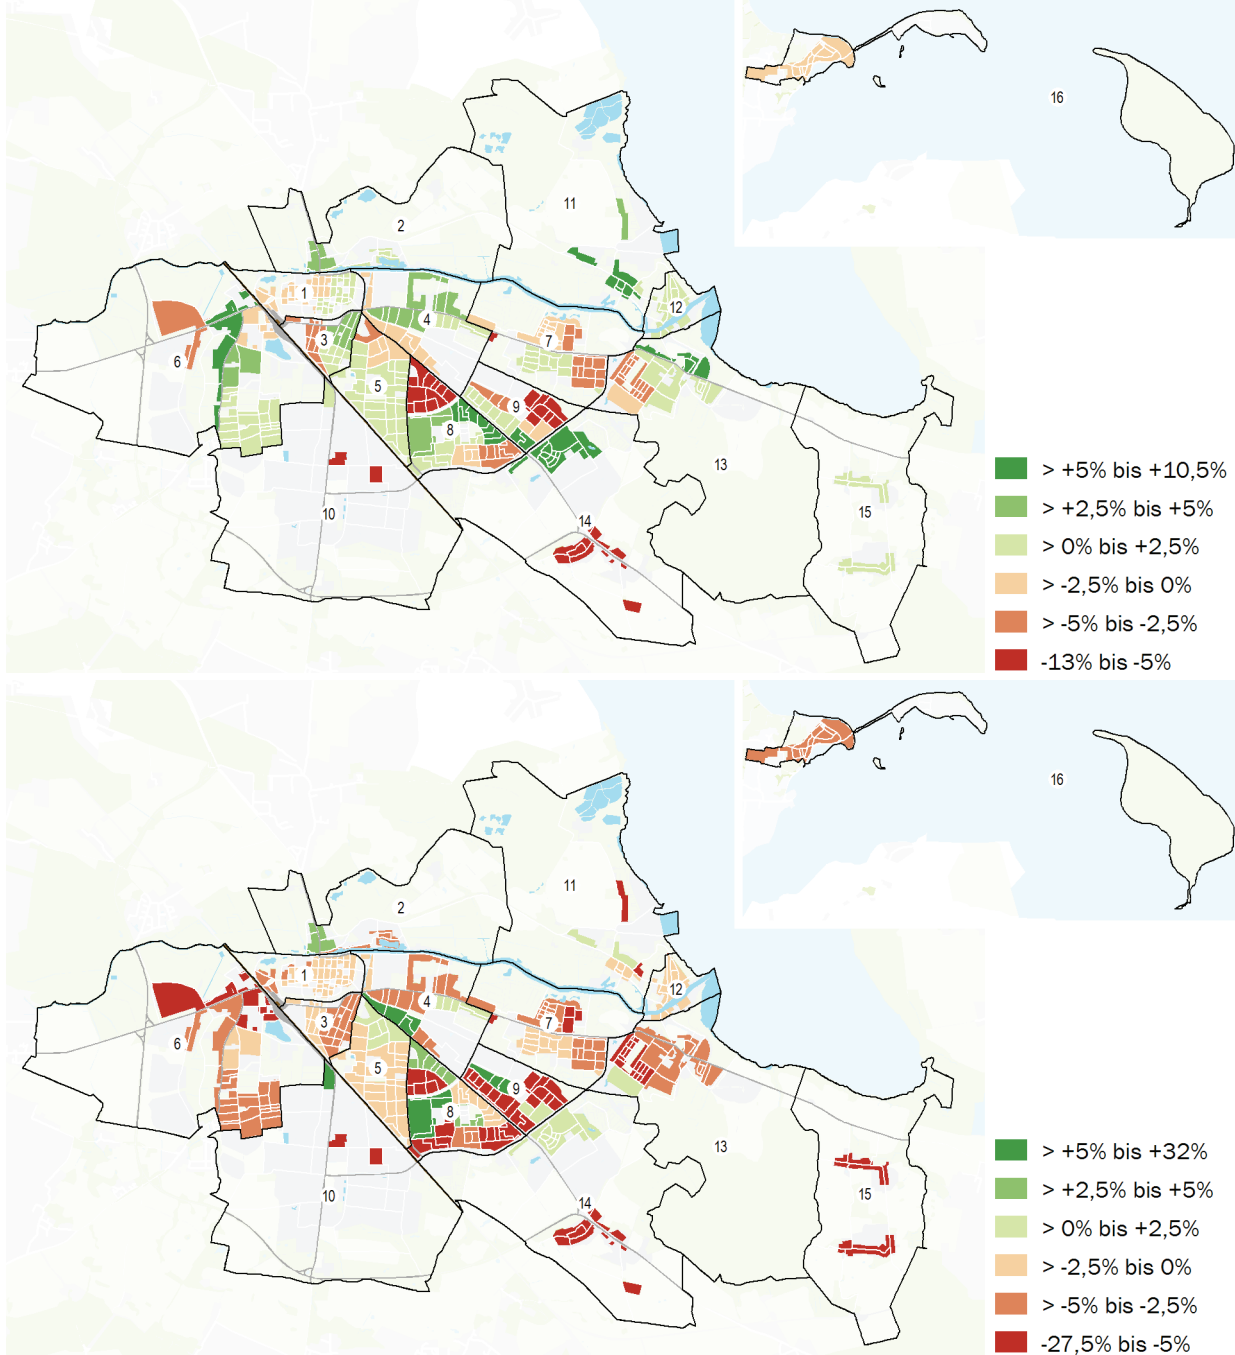 16
11
2
1
12
4
3
7
6
5
9
8
13
15
10
14
> +5% bis +10,5%
> +2,5% bis +5%
> 0% bis +2,5%
> -2,5% bis 0%
> -5% bis -2,5%
-13% bis -5%
16
11
2
1
12
4
3
7
6
5
9
8
13
15
10
14
> +5% bis +32%
> +2,5% bis +5%
> 0% bis +2,5%
> -2,5% bis 0%
> -5% bis -2,5%
-27,5% bis -5%